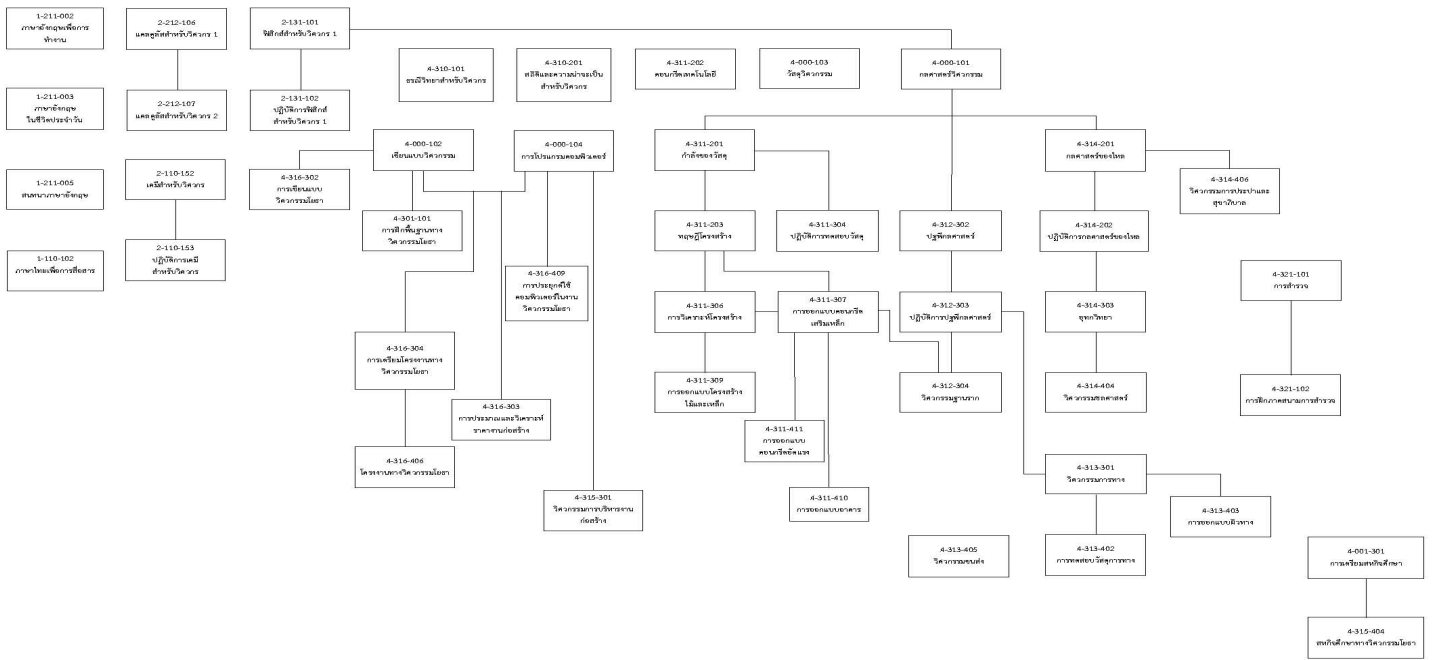 1-211-002
ภาษาอังกฤษเพื่อการ
ทำงาน
2-212-106
แคลคูลัสสำหรับวิศวกร 1
2-131-101
ฟิสิกส์สำหรับวิศวกร 1
4-310-101
ธรณีวิทยาสำหรับวิศวกร
4-310-201
สถิติและความน่าจะเป็น
สำหรับวิศวกร
4-311-202
คอนกรีตเทคโนโลยี
4-000-103
วัสดุวิศวกรรม
4-000-101
กลศาสตร์วิศวกรรม
1-211-003
ภาษาอังกฤษ
ในชีวิตประจำวัน
2-212-107
แคลคูลัสสำหรับวิศวกร 2
2-131-102
ปฏิบัติการฟิสิกส์
สำหรับวิศวกร 1
4-000-102
เขียนแบบวิศวกรรม
4-000-104
การโปรแกรมคอมพิวเตอร์
4-311-201
กำลังของวัสดุ
4-314-201
กลศาสตร์ของไหล
1-211-005
สนทนาภาษาอังกฤษ
2-110-152
เคมีสำหรับวิศวกร
4-316-302
การเขียนแบบ
วิศวกรรมโยธา
4-314-406
วิศวกรรมการประปาและ
สุขาภิบาล
4-301-101
การฝึกพื้นฐานทาง
วิศวกรรมโยธา
4-311-203
ทฤษฎีโครงสร้าง
4-311-304
ปฏิบัติการทดสอบวัสดุ
4-312-302
ปฐพีกลศาสตร์
4-314-202
ปฏิบัติการกลศาสตร์ของไหล
1-110-102
ภาษาไทยเพื่อการสื่อสาร
2-110-153
ปฏิบัติการเคมี
สำหรับวิศวกร
4-316-409
การประยุกต์ใช้
คอมพิวเตอร์ในงาน
วิศวกรรมโยธา
4-321-101
การสำรวจ
4-311-306
การวิเคราะห์โครงสร้าง
4-311-307
การออกแบบคอนกรีต
เสริมเหล็ก
4-312-303
ปฏิบัติการปฐพีกลศาสตร์
4-314-303
อุทกวิทยา
4-316-304
การเตรียมโครงงานทาง
วิศวกรรมโยธา
4-311-309
การออกแบบโครงสร้าง
ไม้และเหล็ก
4-312-304
วิศวกรรมฐานราก
4-314-404
วิศวกรรมชลศาสตร์
4-321-102
การฝึกภาคสนามการสำรวจ
4-316-303
การประมาณและวิเคราะห์
ราคางานก่อสร้าง
4-311-411
การออกแบบ
คอนกรีตอัดแรง
4-316-406
โครงงานทางวิศวกรรมโยธา
4-313-301
วิศวกรรมการทาง
4-315-301
วิศวกรรมการบริหารงาน
ก่อสร้าง
4-311-410
การออกแบบอาคาร
4-313-403
การออกแบบผิวทาง
4-313-405
วิศวกรรมขนส่ง
4-313-402
การทดสอบวัสดุการทาง
4-001-301
การเตรียมสหกิจศึกษา
4-315-404
สหกิจศึกษาทางวิศวกรรมโยธา